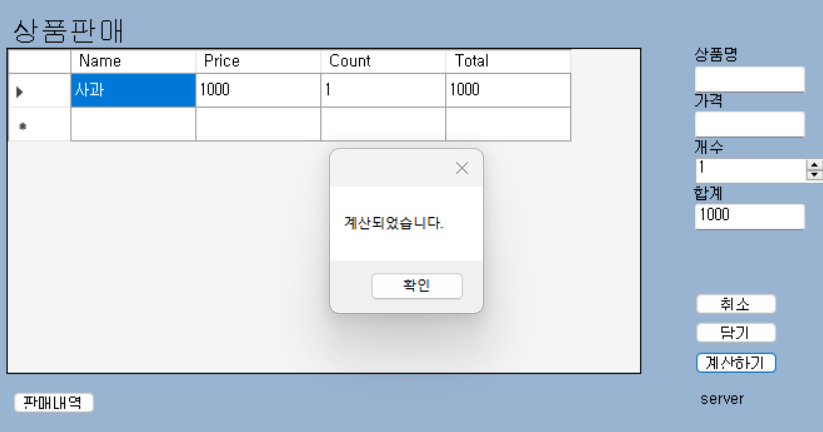 상품판매
Name Price Count Total
사과 1000 1 1000
계산되었습니다.
확인
상품명
가격
개수
1
합계
1000
취소
담기
계산하기
판매내역
server